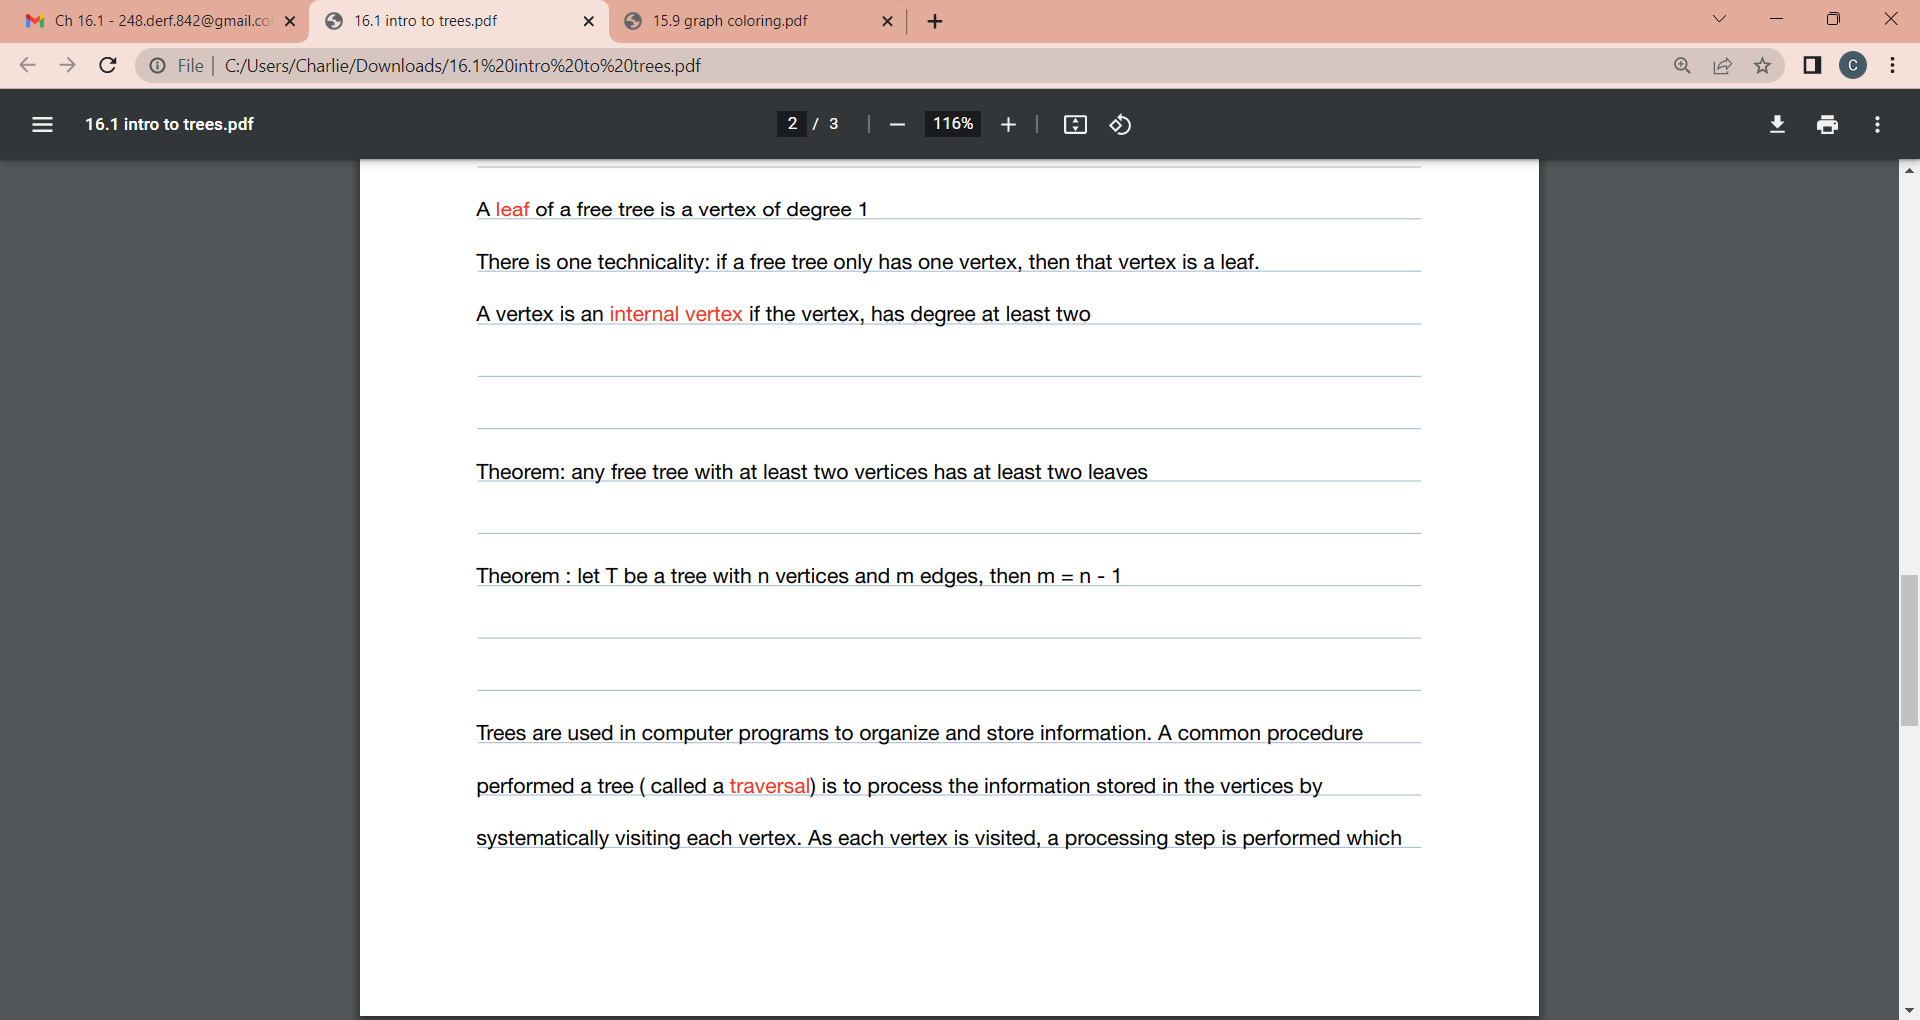 Ch 16.1 - 248.derf.842@gmail.co
16.1 intro to trees.pdf
15.9 graph coloring.pdf
File
C:/Users/Charlie/Downloads/16.1%20intro%20to%20trees.pdf
C
16.1 intro to trees.pdf
2 / 3
116%
A leaf of a free tree is a vertex of degree 1
There is one technicality: if a free tree only has one vertex, then that vertex is a leaf.
A vertex is an internal vertex if the vertex, has degree at least two
Theorem: any free tree with at least two vertices has at least two leaves
Theorem : let T be a tree with n vertices and m edges, then m = n - 1
Trees are used in computer programs to organize and store information. A common procedure
performed a tree ( called a traversal) is to process the information stored in the vertices by
systematically visiting each vertex. As each vertex is visited, a processing step is performed which